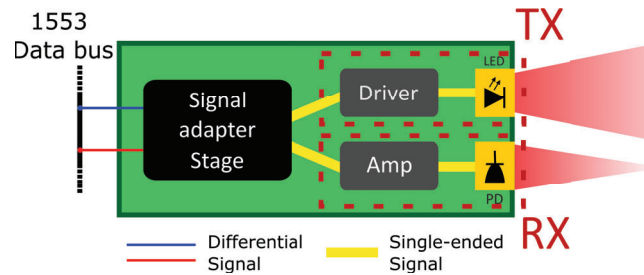 1553
Data bus
TX
LED
Signal
adapter
Stage
Driver
Amp
PD
RX
Differential
Signal
Single-ended
Signal